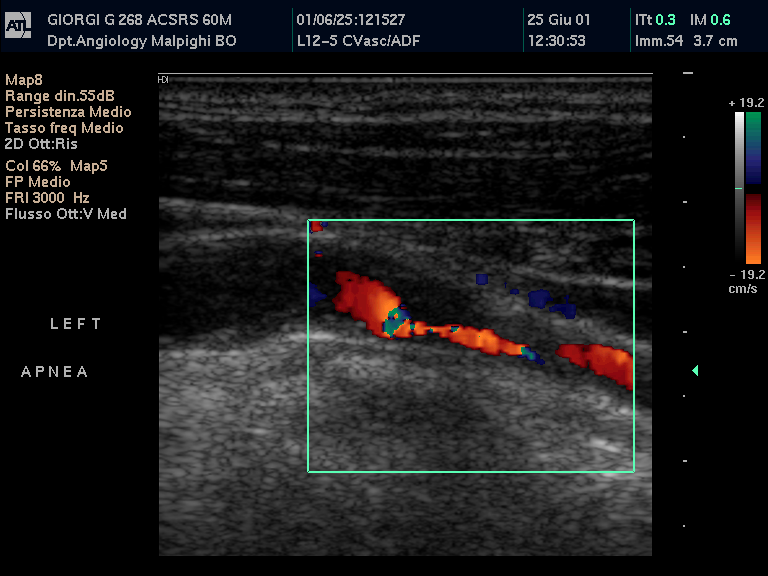 ATL
GIORGI G 268 ACSRS 60M
Dpt.Angiology Malpighi BO
01/06/25:121527
L12-5 CVasc/ADF
25 Giu 01
12:30:53
ITt 0.3 IM 0.6
Imm.54 3.7 cm
Map8
Range din.55dB
Persistenza Medio
Tasso freq Medio
2D Ott:Ris
Col 66% Map5
FP Medio
FRI 3000 Hz
Flusso Ott:V Med
HDI
+ 19.2
- 19.2
cm/s
LEFT
APNEA